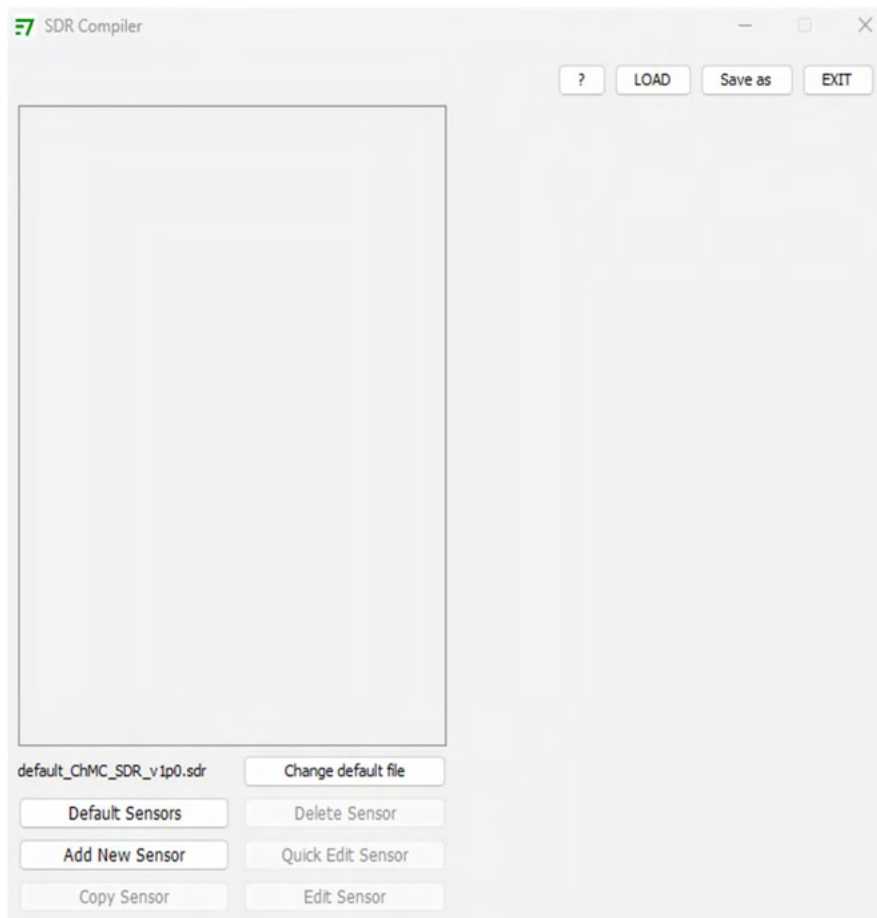 SDR Compiler
? LOAD Save as EXIT
default_ChMC_SDR_v1p0.sdr Change default file
Default Sensors Delete Sensor
Add New Sensor Quick Edit Sensor
Copy Sensor Edit Sensor